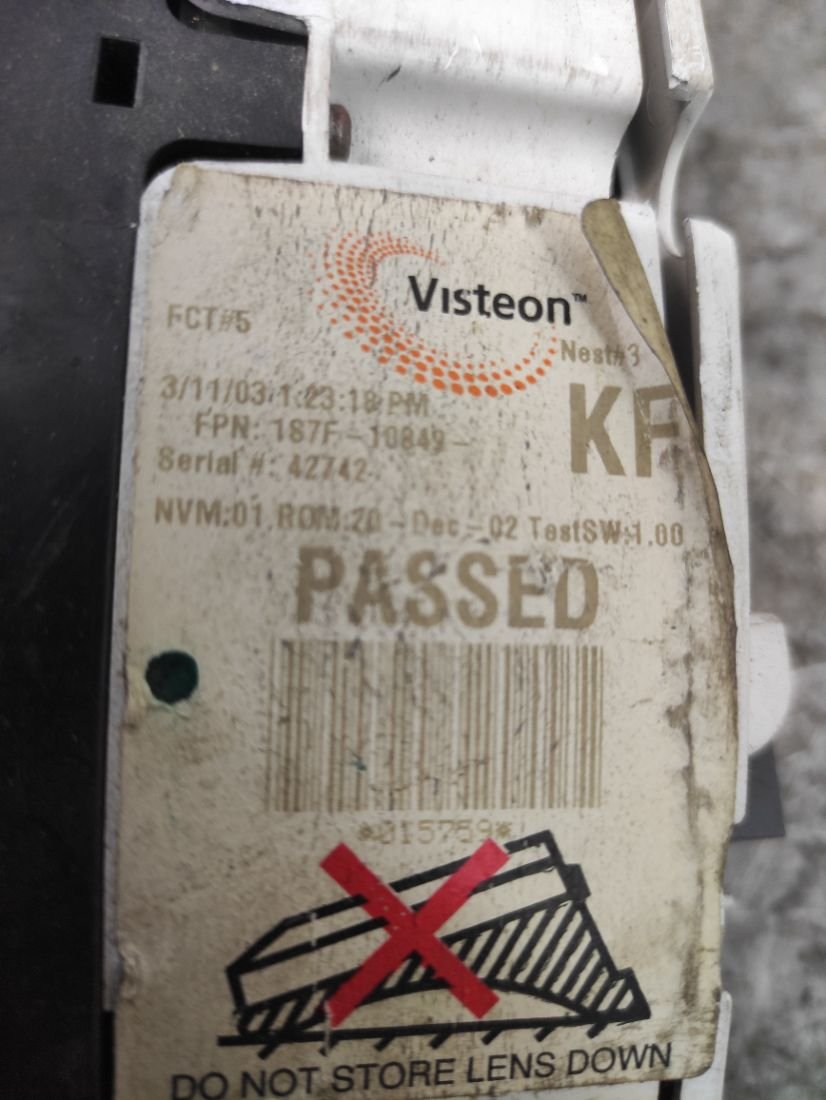 Visteon™
FCT#5
Nest#3
3/11/03 1:23:18 PM
KF
FPN: 187F-10849-
Serial #: 42742
NVM:01 ROM:20-Dec-02 TestSW:1.00
PASSED
*015759*
DO NOT STORE LENS DOWN